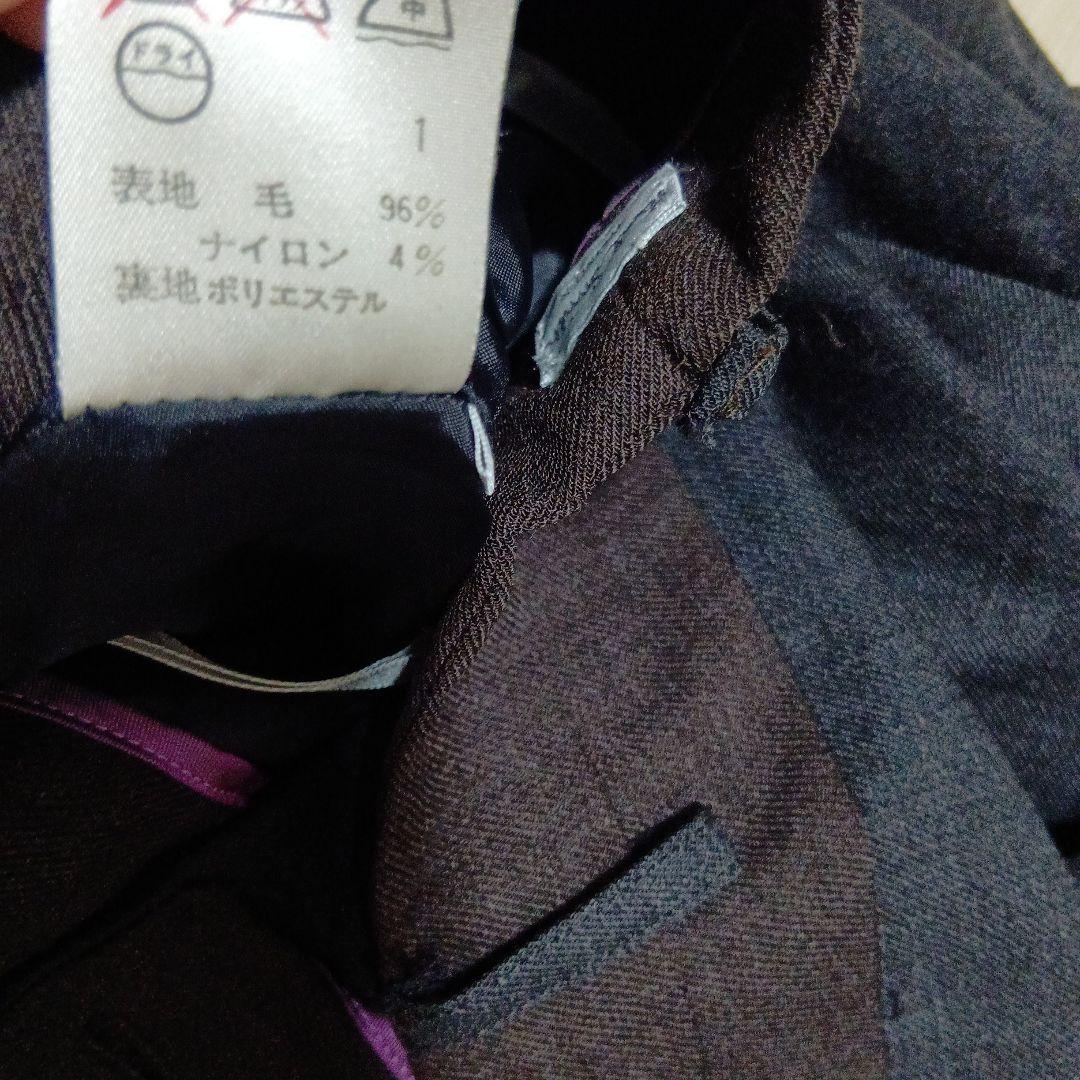 中
ドライ
1
表地 毛 96%
ナイロン 4%
裏地 ポリエステル